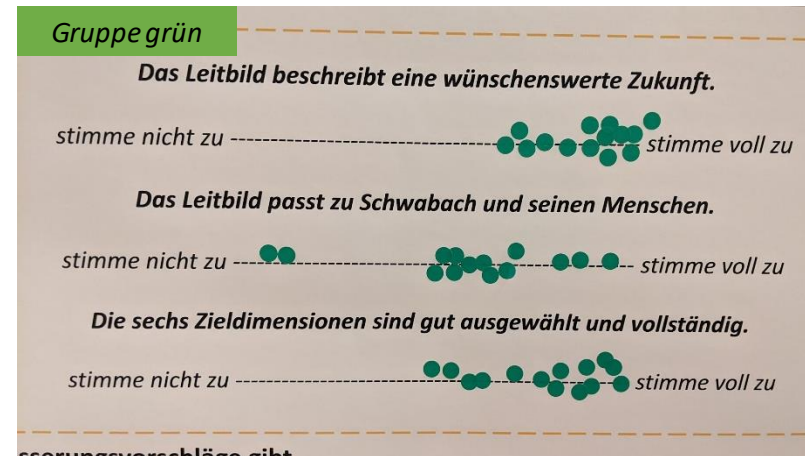 Gruppe grün
Das Leitbild beschreibt eine wünschenswerte Zukunft.
stimme nicht zu ---------------------------------------- stimme voll zu
Das Leitbild passt zu Schwabach und seinen Menschen.
stimme nicht zu ---------------------------------------- stimme voll zu
Die sechs Zieldimensionen sind gut ausgewählt und vollständig.
stimme nicht zu ---------------------------------------- stimme voll zu
sserungsvorschläge gibt